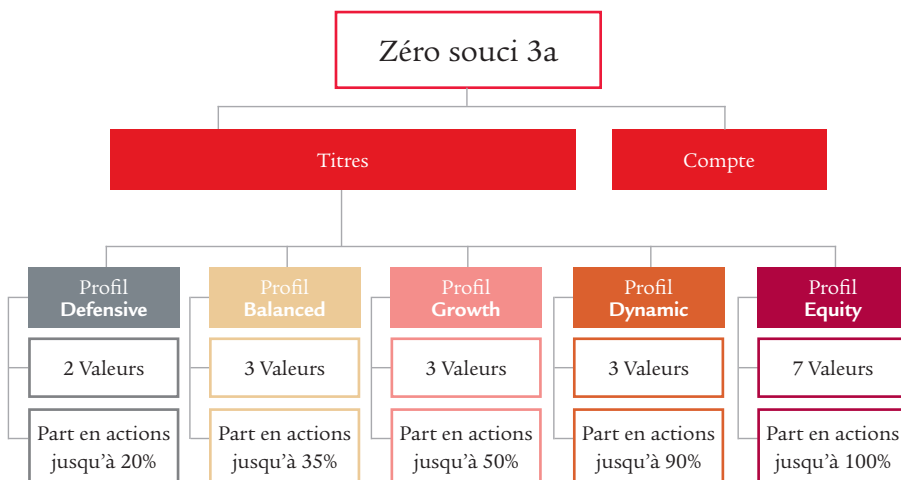 Zéro souci 3a
Titres
Compte
Profil
Defensive
Profil
Balanced
Profil
Growth
Profil
Dynamic
Profil
Equity
2 Valeurs
3 Valeurs
3 Valeurs
3 Valeurs
7 Valeurs
Part en actions
jusqu'à 20%
Part en actions
jusqu'à 35%
Part en actions
jusqu'à 50%
Part en actions
jusqu'à 90%
Part en actions
jusqu'à 100%